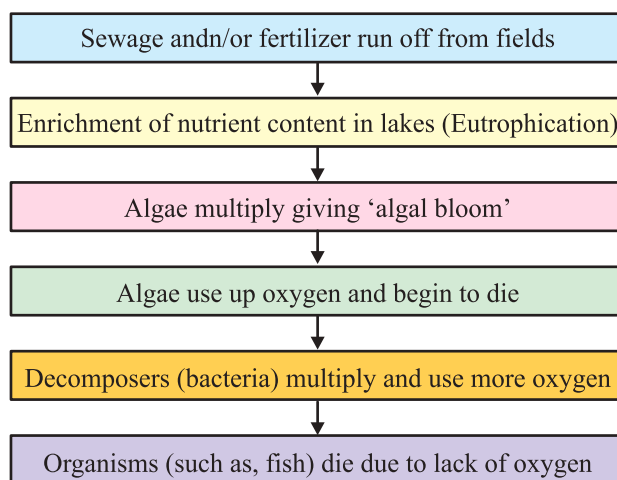 Sewage andn/or fertilizer run off from fields
Enrichment of nutrient content in lakes (Eutrophication)
Algae multiply giving ‘algal bloom’
Algae use up oxygen and begin to die
Decomposers (bacteria) multiply and use more oxygen
Organisms (such as, fish) die due to lack of oxygen